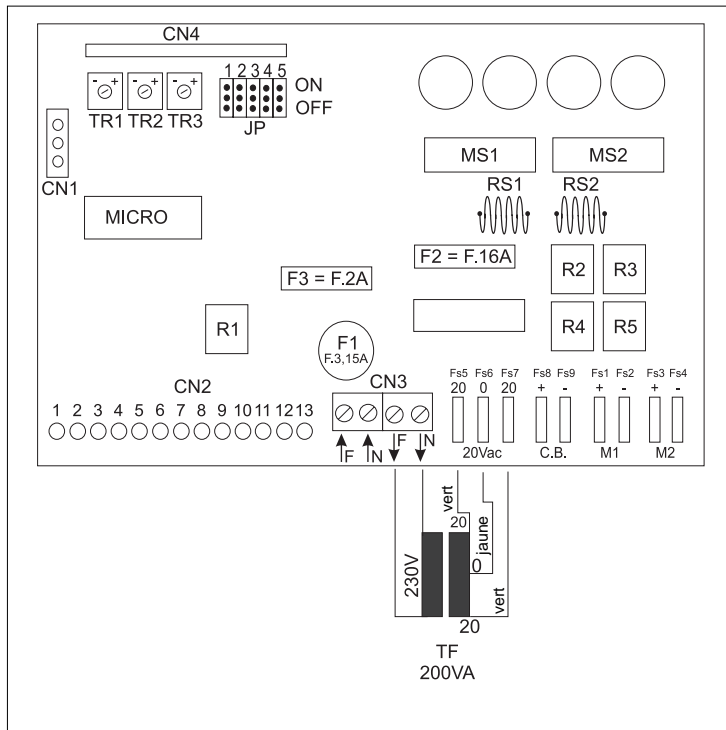 CN4
1 2 3 4 5
ON
OFF
- + - + - +
TR1 TR2 TR3
JP
CN1
MS1
MS2
RS1
RS2
MICRO
F2 = F.16A
R2
R3
F3 = F.2A
R1
R4
R5
F1
F.3,15A
CN2
CN3
Fs5 Fs6 Fs7 Fs8 Fs9 Fs1 Fs2 Fs3 Fs4
20 0 20 + - + - + -
1 2 3 4 5 6 7 8 9 10 11 12 13
F N F N
20Vac
C.B.
M1
M2
vert
20
jaune
230V
0
vert
20
TF
200VA